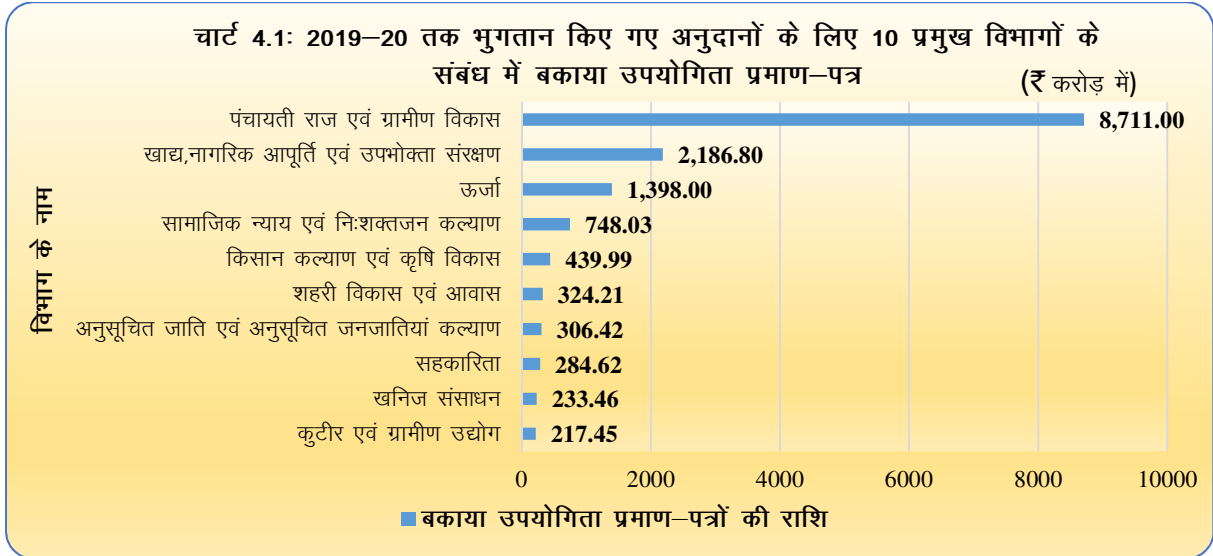 चार्ट 4.1: 2019–20 तक भुगतान किए गए अनुदानों के लिए 10 प्रमुख विभागों के
संबंध में बकाया उपयोगिता प्रमाण–पत्र
(₹ करोड़ में)
विभाग के नाम
पंचायती राज एवं ग्रामीण विकास 8,711.00
खाद्य,नागरिक आपूर्ति एवं उपभोक्ता संरक्षण 2,186.80
ऊर्जा 1,398.00
सामाजिक न्याय एवं निःशक्तजन कल्याण 748.03
किसान कल्याण एवं कृषि विकास 439.99
शहरी विकास एवं आवास 324.21
अनुसूचित जाति एवं अनुसूचित जनजातियां कल्याण 306.42
सहकारिता 284.62
खनिज संसाधन 233.46
कुटीर एवं ग्रामीण उद्योग 217.45
0 2000 4000 6000 8000 10000
बकाया उपयोगिता प्रमाण–पत्रों की राशि